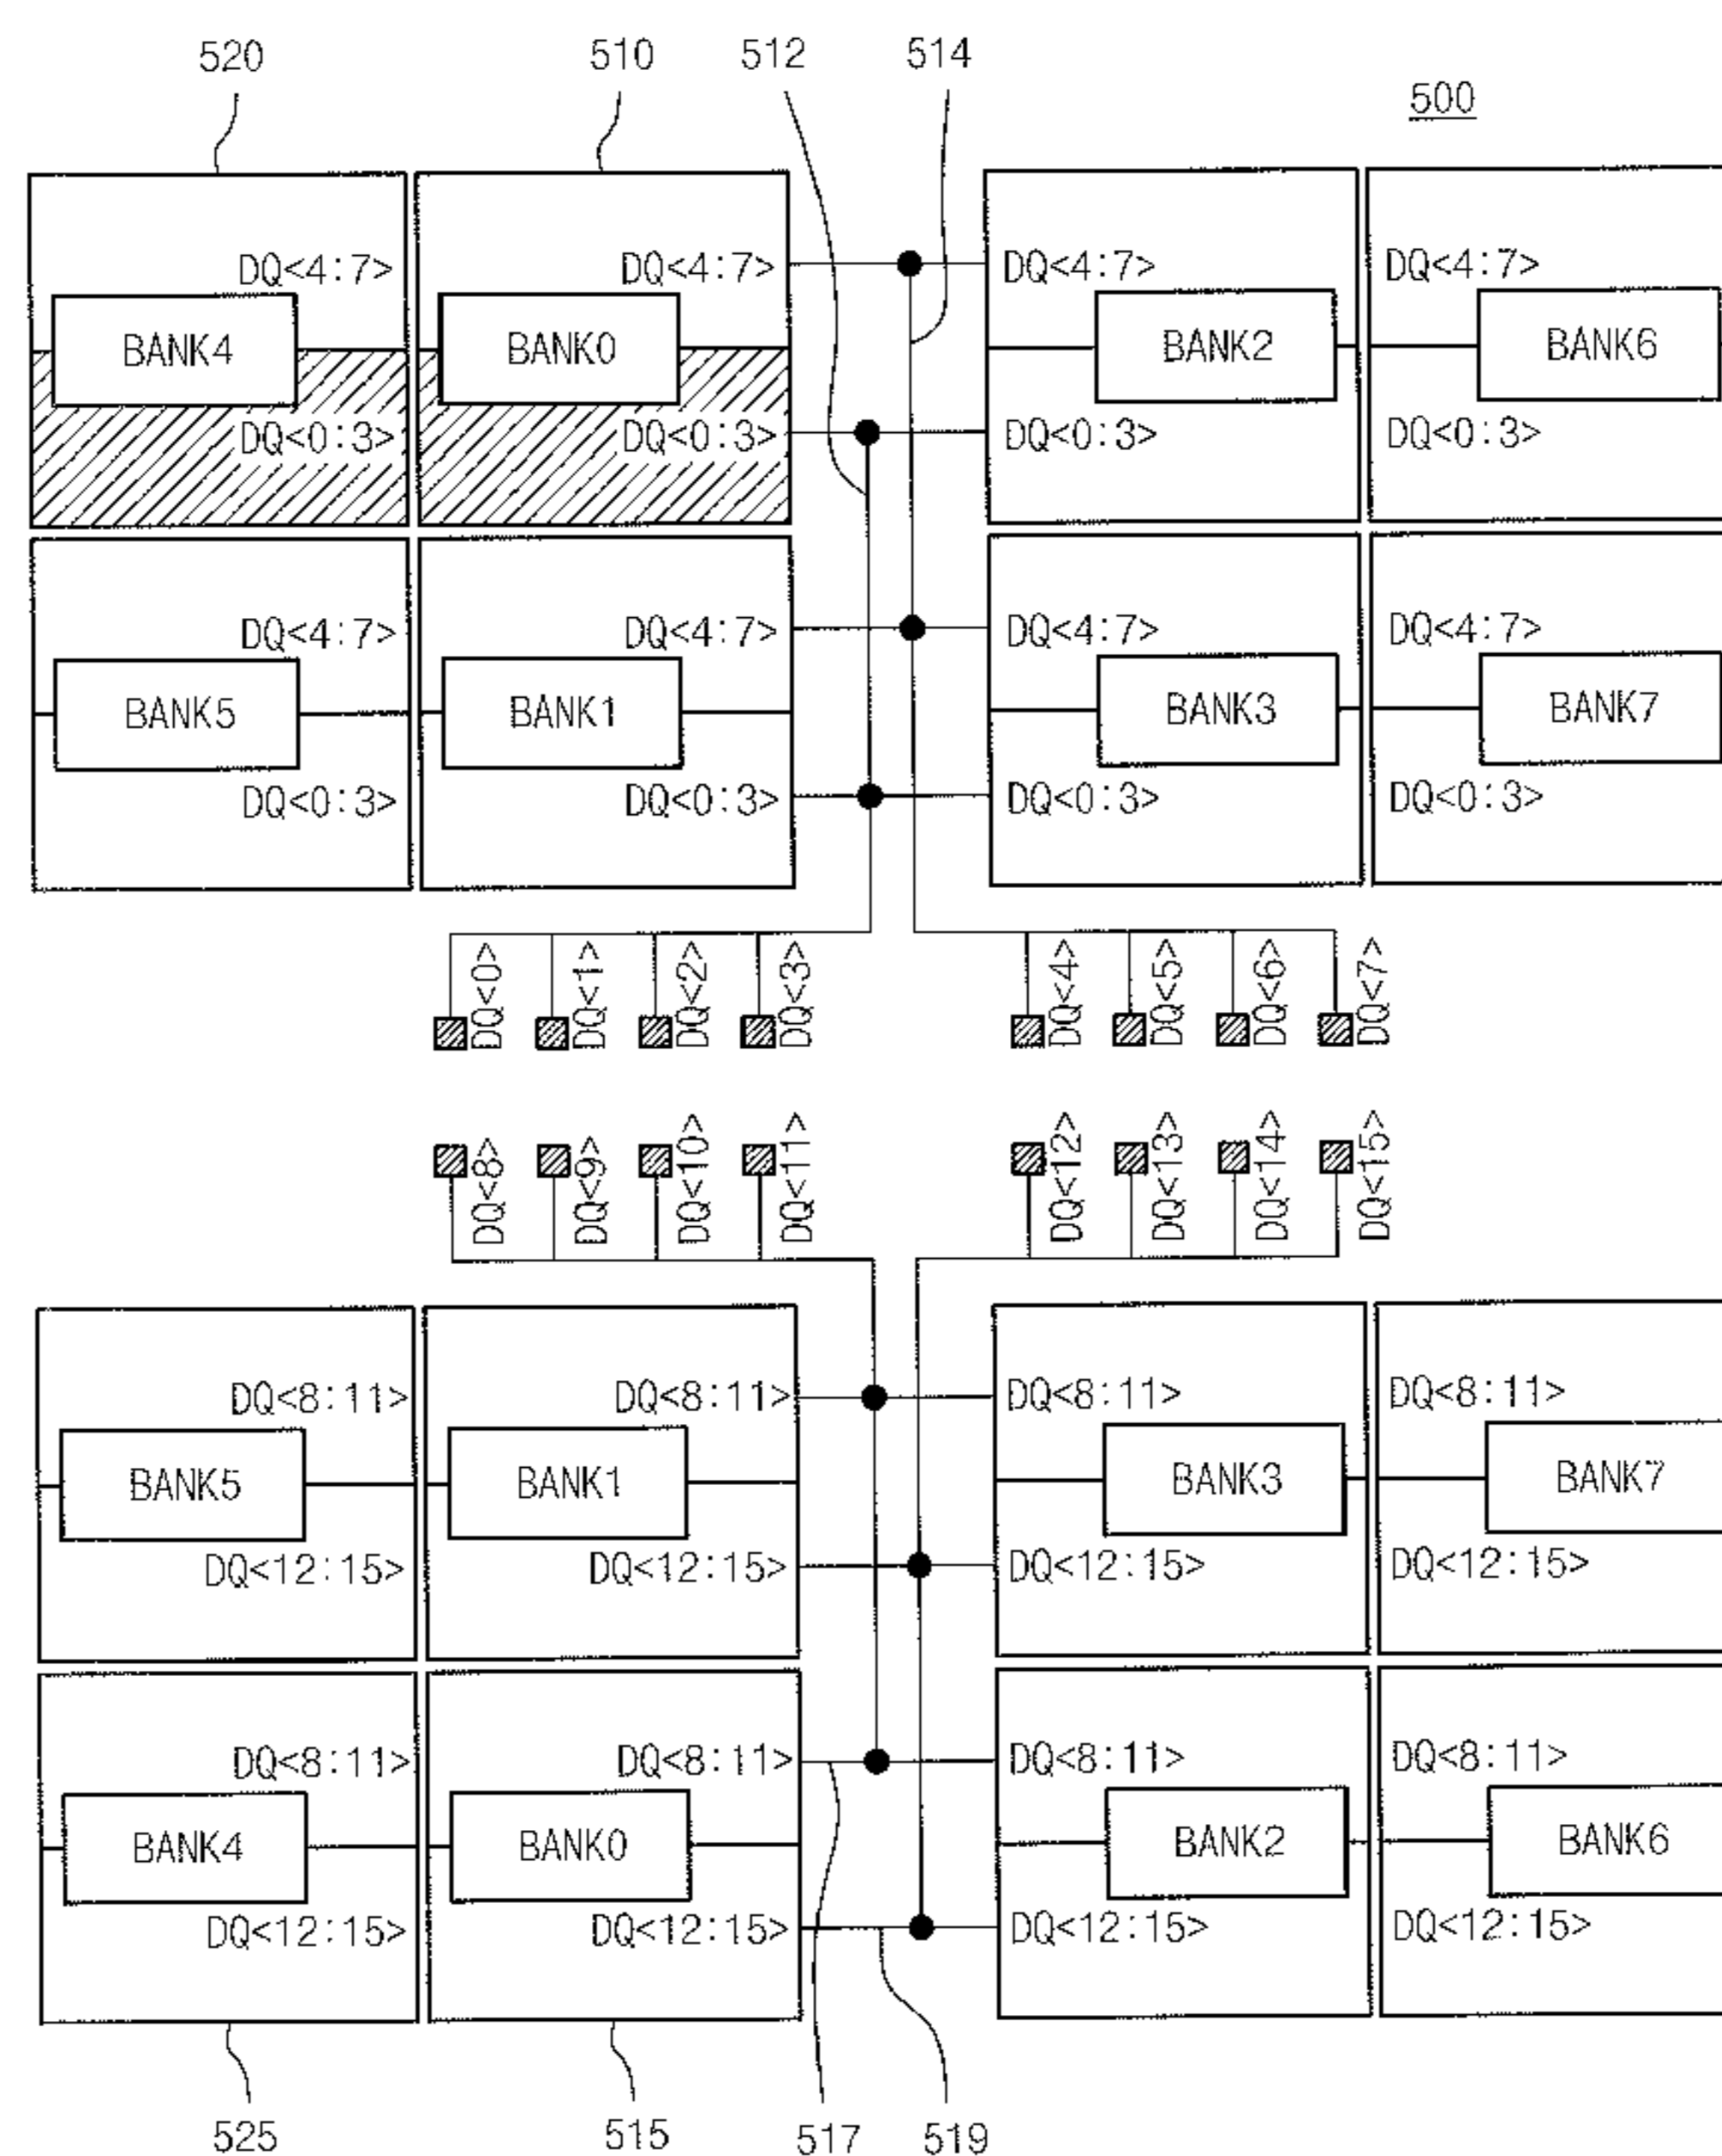 520 510 512 514
500
DQ<4:7> DQ<4:7> DQ<4:7> DQ<4:7>
BANK4 BANK0 BANK2 BANK6
DQ<0:3> DQ<0:3> DQ<0:3> DQ<0:3>
DQ<4:7> DQ<4:7> DQ<4:7> DQ<4:7>
BANK5 BANK1 BANK3 BANK7
DQ<0:3> DQ<0:3> DQ<0:3> DQ<0:3>
DQ<0> DQ<1> DQ<2> DQ<3> DQ<4> DQ<5> DQ<6> DQ<7>
DQ<8> DQ<9> DQ<10> DQ<11> DQ<12> DQ<13> DQ<14> DQ<15>
DQ<8:11> DQ<8:11> DQ<8:11> DQ<8:11>
BANK5 BANK1 BANK3 BANK7
DQ<12:15> DQ<12:15> DQ<12:15> DQ<12:15>
DQ<8:11> DQ<8:11> DQ<8:11> DQ<8:11>
BANK4 BANK0 BANK2 BANK6
DQ<12:15> DQ<12:15> DQ<12:15> DQ<12:15>
525 515 517 519